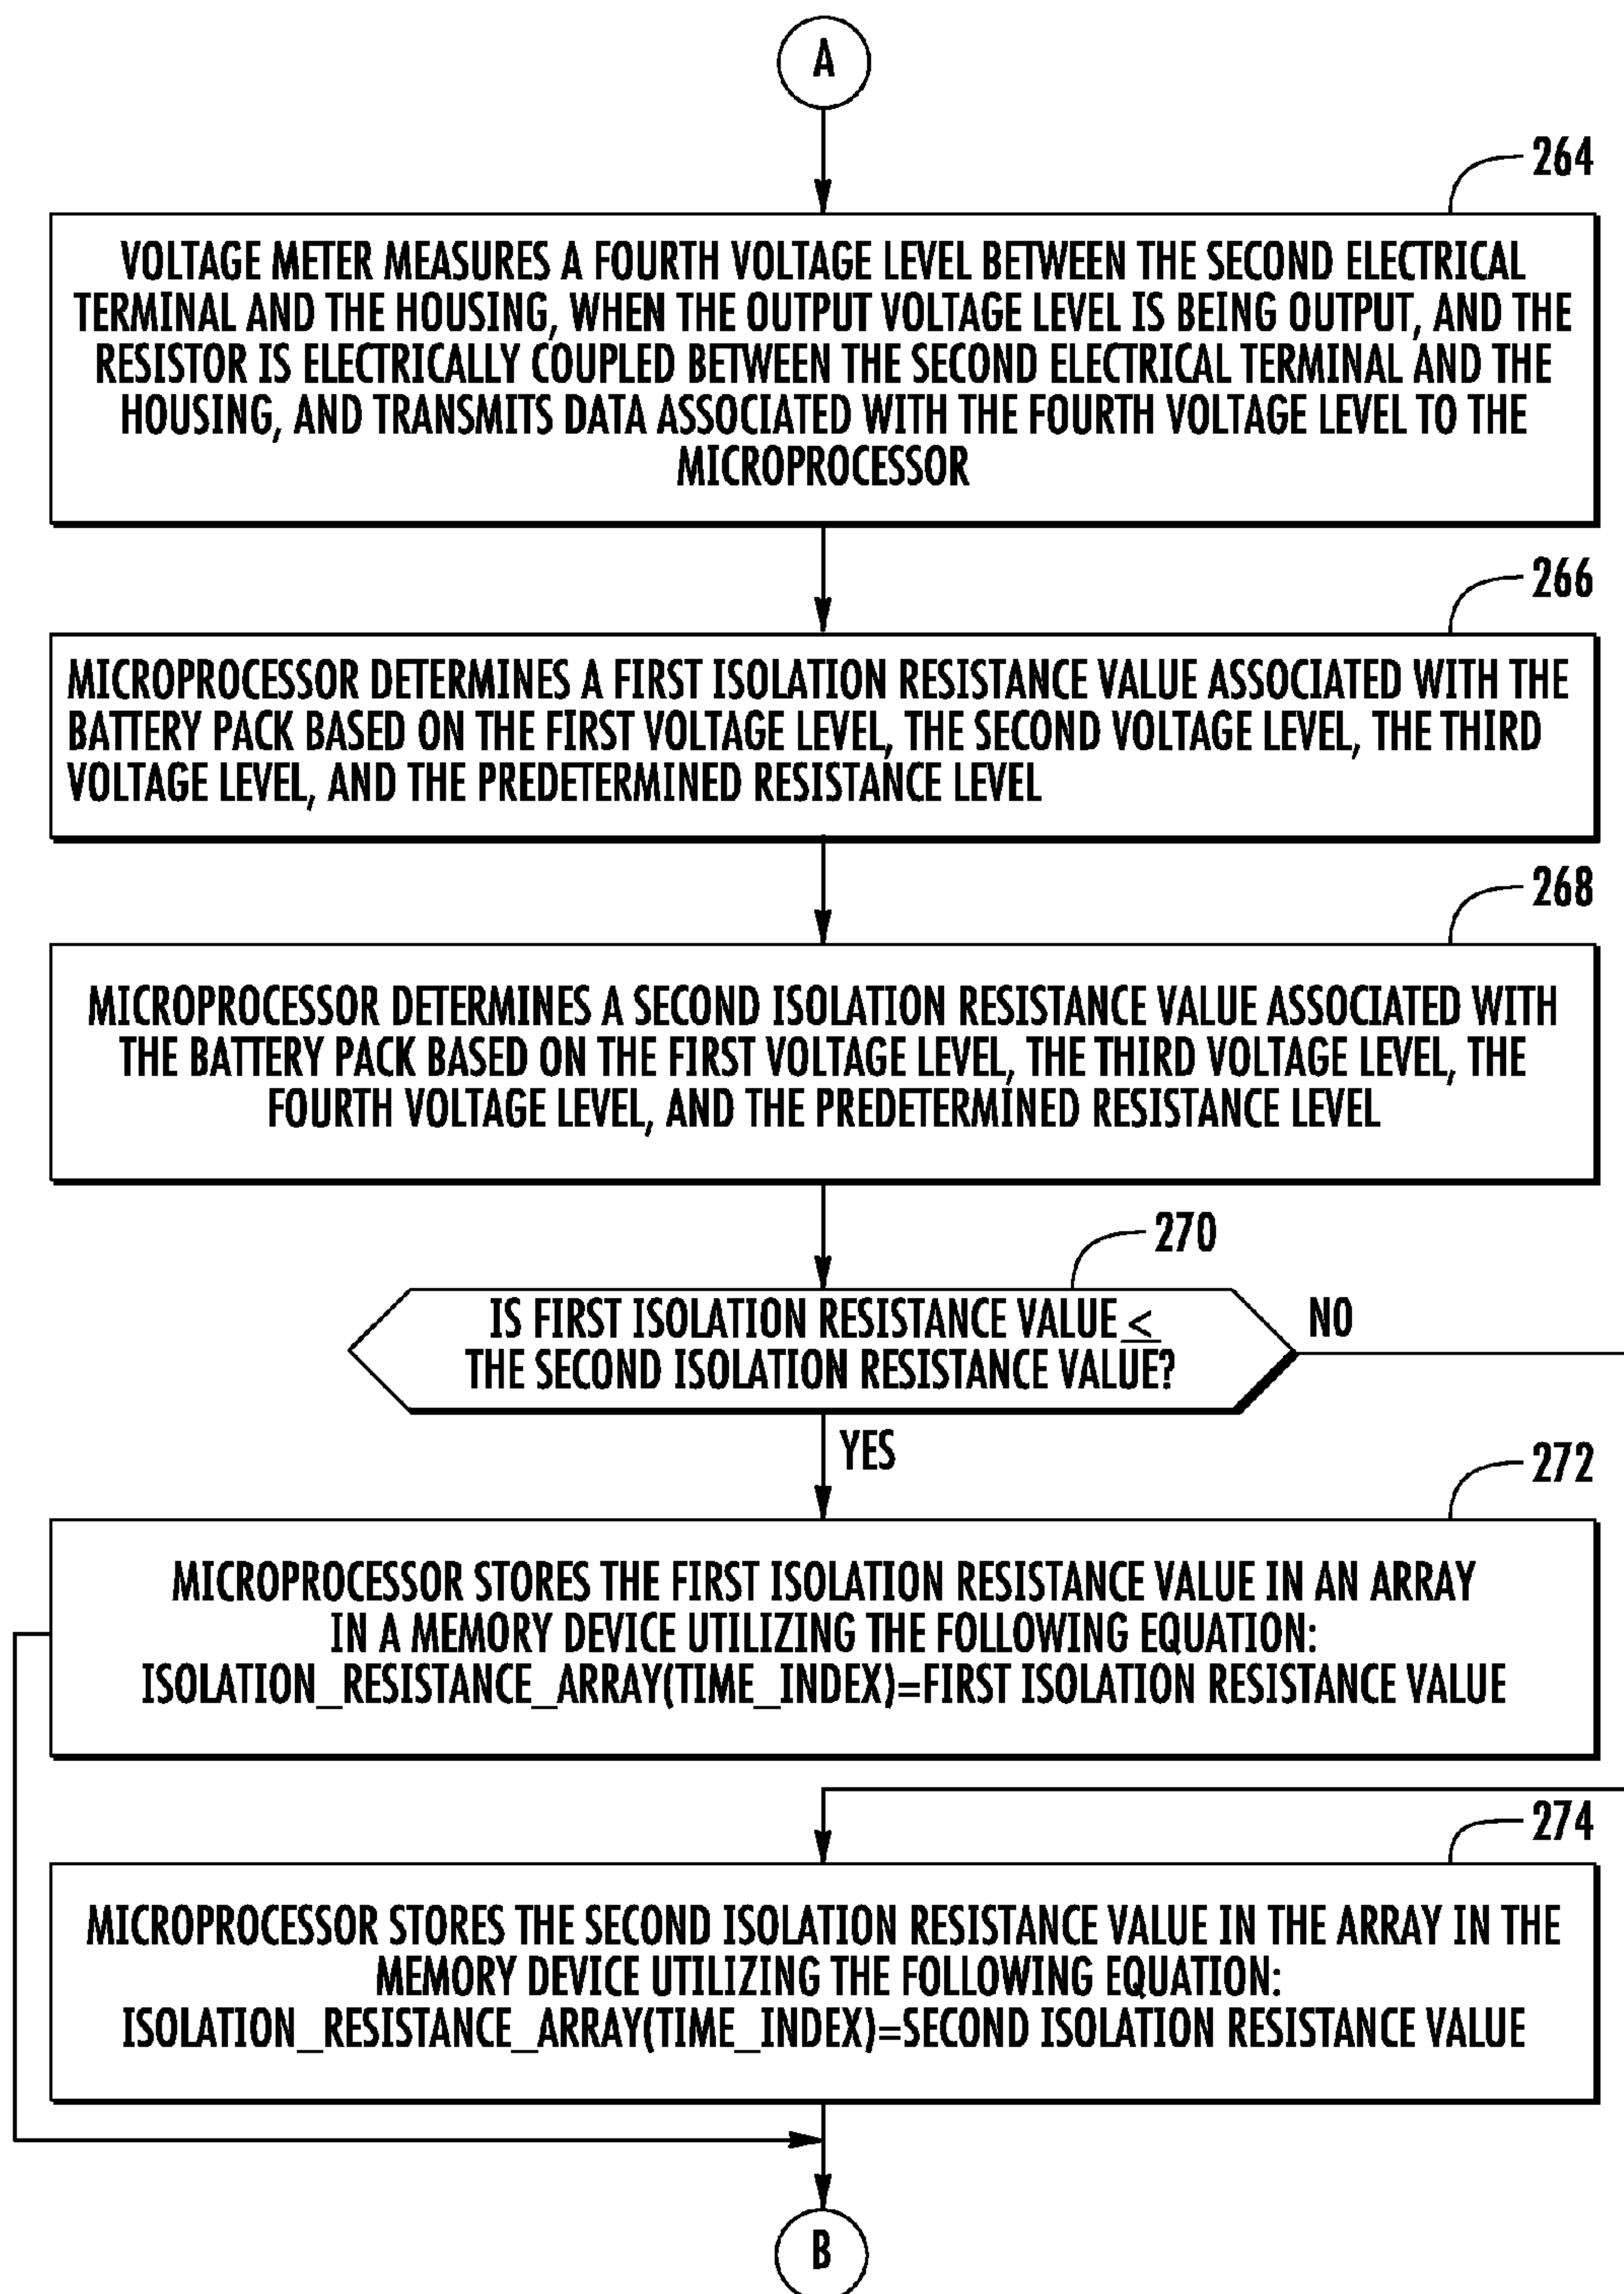 A
264
VOLTAGE METER MEASURES A FOURTH VOLTAGE LEVEL BETWEEN THE SECOND ELECTRICAL
TERMINAL AND THE HOUSING, WHEN THE OUTPUT VOLTAGE LEVEL IS BEING OUTPUT, AND THE
RESISTOR IS ELECTRICALLY COUPLED BETWEEN THE SECOND ELECTRICAL TERMINAL AND THE
HOUSING, AND TRANSMITS DATA ASSOCIATED WITH THE FOURTH VOLTAGE LEVEL TO THE
MICROPROCESSOR
266
MICROPROCESSOR DETERMINES A FIRST ISOLATION RESISTANCE VALUE ASSOCIATED WITH THE
BATTERY PACK BASED ON THE FIRST VOLTAGE LEVEL, THE SECOND VOLTAGE LEVEL, THE THIRD
VOLTAGE LEVEL, AND THE PREDETERMINED RESISTANCE LEVEL
268
MICROPROCESSOR DETERMINES A SECOND ISOLATION RESISTANCE VALUE ASSOCIATED WITH
THE BATTERY PACK BASED ON THE FIRST VOLTAGE LEVEL, THE THIRD VOLTAGE LEVEL, THE
FOURTH VOLTAGE LEVEL, AND THE PREDETERMINED RESISTANCE LEVEL
270
IS FIRST ISOLATION RESISTANCE VALUE ≤
THE SECOND ISOLATION RESISTANCE VALUE?
NO
YES
272
MICROPROCESSOR STORES THE FIRST ISOLATION RESISTANCE VALUE IN AN ARRAY
IN A MEMORY DEVICE UTILIZING THE FOLLOWING EQUATION:
ISOLATION_RESISTANCE_ARRAY(TIME_INDEX)=FIRST ISOLATION RESISTANCE VALUE
274
MICROPROCESSOR STORES THE SECOND ISOLATION RESISTANCE VALUE IN THE ARRAY IN THE
MEMORY DEVICE UTILIZING THE FOLLOWING EQUATION:
ISOLATION_RESISTANCE_ARRAY(TIME_INDEX)=SECOND ISOLATION RESISTANCE VALUE
B